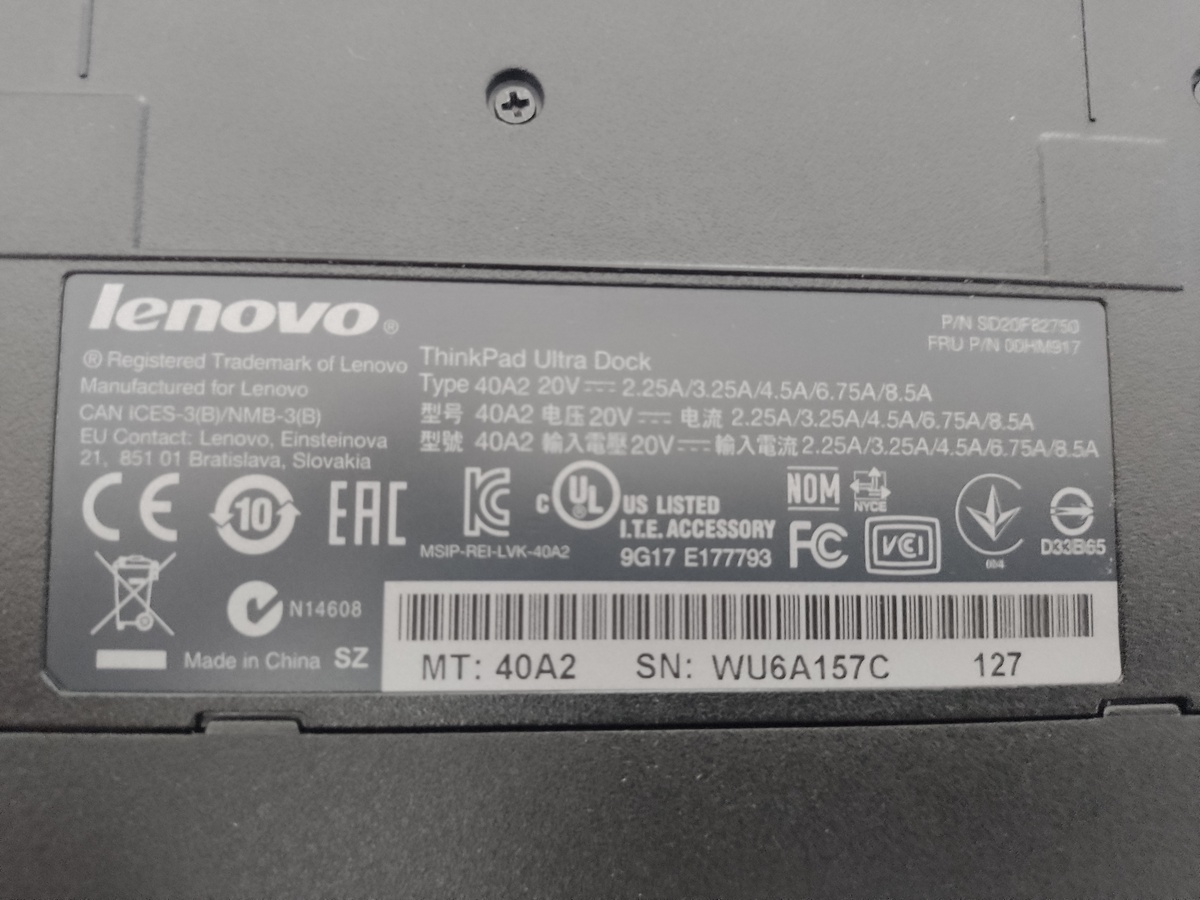 lenovo®
P/N SD20F82750
FRU P/N 00HM917
® Registered Trademark of Lenovo
Manufactured for Lenovo
CAN ICES-3(B)/NMB-3(B)
EU Contact: Lenovo, Einsteinova
21, 851 01 Bratislava, Slovakia
ThinkPad Ultra Dock
Type 40A2 20V ⎓ 2.25A/3.25A/4.5A/6.75A/8.5A
型号 40A2 电压20V ⎓ 电流 2.25A/3.25A/4.5A/6.75A/8.5A
型號 40A2 輸入電壓20V ⎓ 輸入電流2.25A/3.25A/4.5A/6.75A/8.5A
CE 10 EAC
MSIP-REI-LVK-40A2
C UL ® US LISTED
I.T.E. ACCESSORY
9G17 E177793
NOM NYCE
FC VCI
D33B65
N14608
Made in China SZ
MT: 40A2 SN: WU6A157C 127